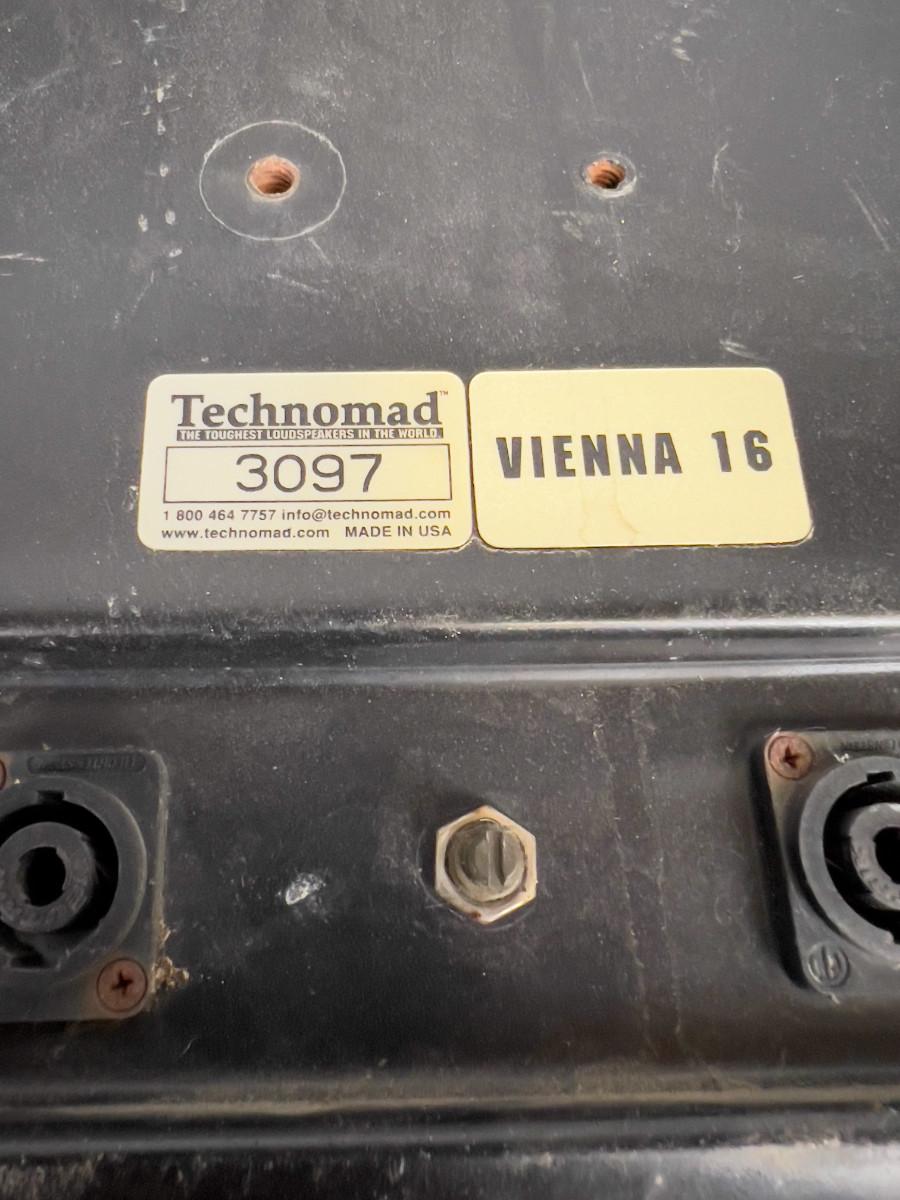 Technomad™
THE TOUGHEST LOUDSPEAKERS IN THE WORLD.
3097
1 800 464 7757 info@technomad.com
www.technomad.com MADE IN USA
VIENNA 16